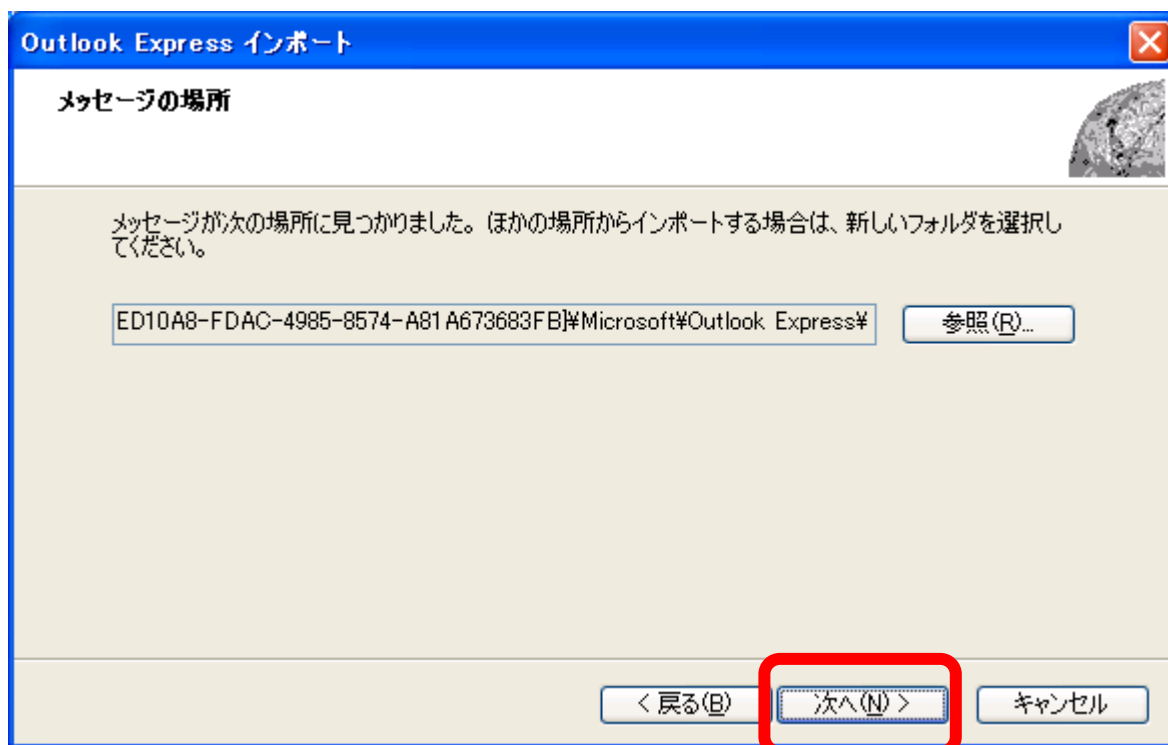 Outlook Express インポート
メッセージの場所
メッセージが次の場所に見つかりました。ほかの場所からインポートする場合は、新しいフォルダを選択し
てください。
ED10A8-FDAC-4985-8574-A81A673683FB}¥Microsoft¥Outlook Express¥
参照(R)...
< 戻る(B)
次へ(N) >
キャンセル